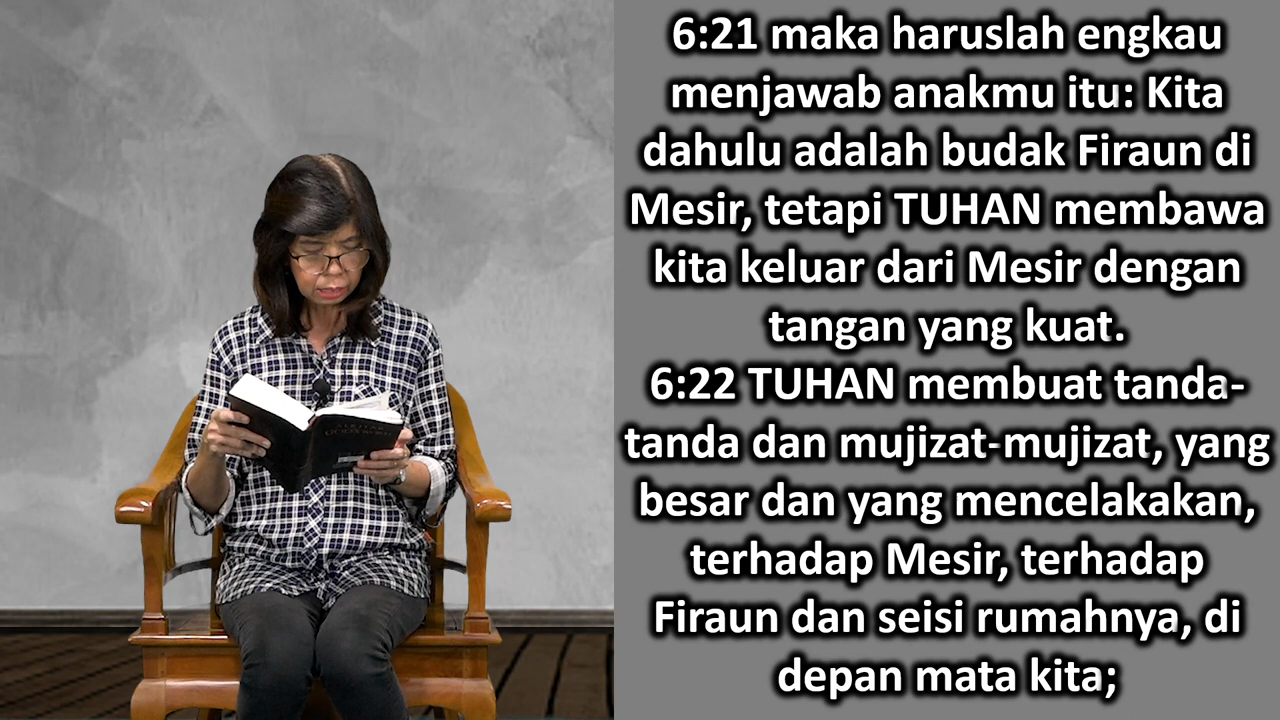 6:21 maka haruslah engkau
menjawab anakmu itu: Kita
dahulu adalah budak Firaun di
Mesir, tetapi TUHAN membawa
kita keluar dari Mesir dengan
tangan yang kuat.
6:22 TUHAN membuat tanda-
tanda dan mujizat-mujizat, yang
besar dan yang mencelakakan,
terhadap Mesir, terhadap
Firaun dan seisi rumahnya, di
depan mata kita;